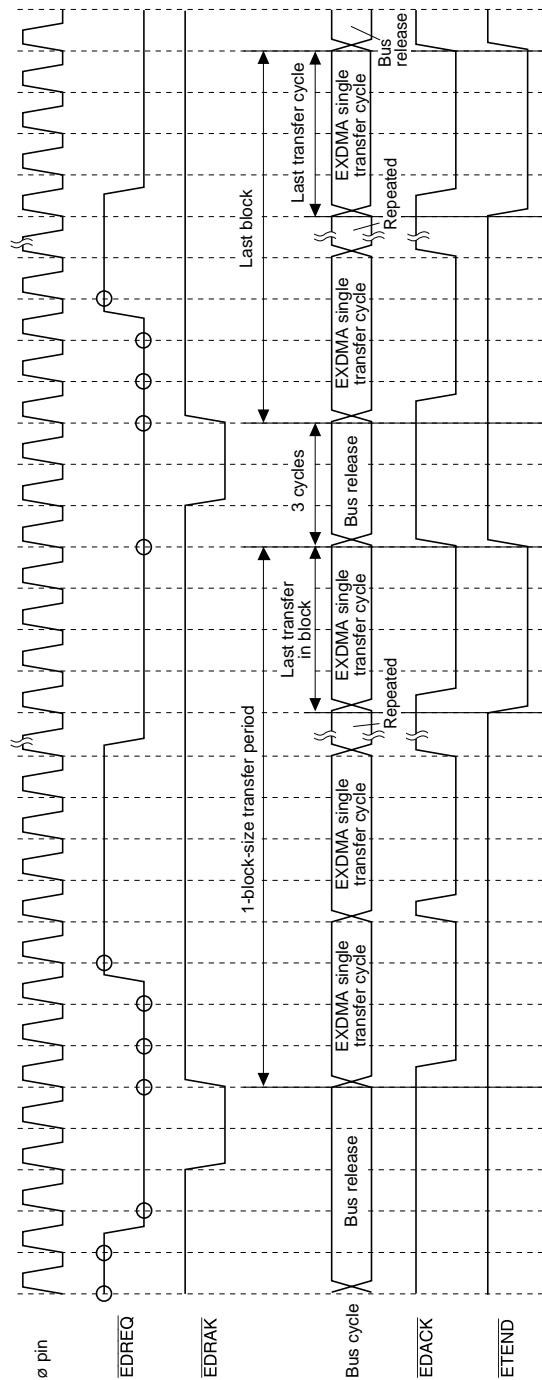 ø pin
EDREQ
EDRAK
1-block-size transfer period
Last transfer
in block
3 cycles
Last block
Last transfer cycle
Bus cycle
Bus release
EXDMA single
transfer cycle
EXDMA single
transfer cycle
Repeated
EXDMA single
transfer cycle
Bus release
EXDMA single
transfer cycle
Repeated
EXDMA single
transfer cycle
Bus
release
EDACK
ETEND